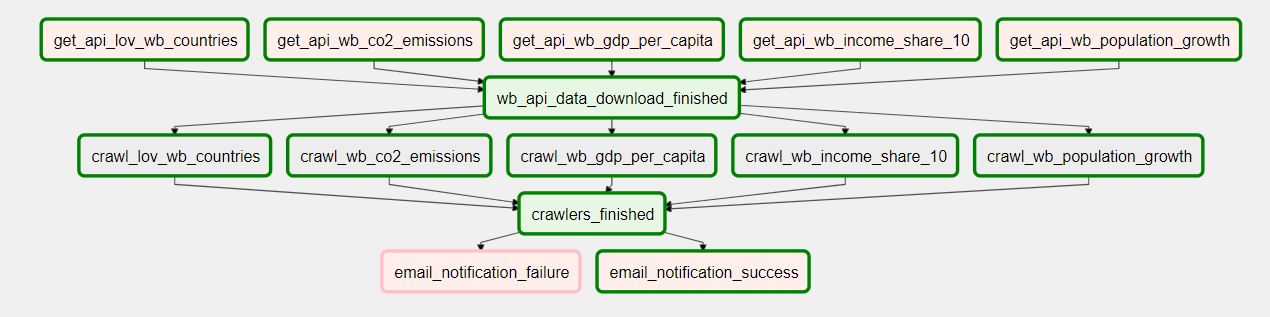 get_api_lov_wb_countries
get_api_wb_co2_emissions
get_api_wb_gdp_per_capita
get_api_wb_income_share_10
get_api_wb_population_growth
wb_api_data_download_finished
crawl_lov_wb_countries
crawl_wb_co2_emissions
crawl_wb_gdp_per_capita
crawl_wb_income_share_10
crawl_wb_population_growth
crawlers_finished
email_notification_failure
email_notification_success